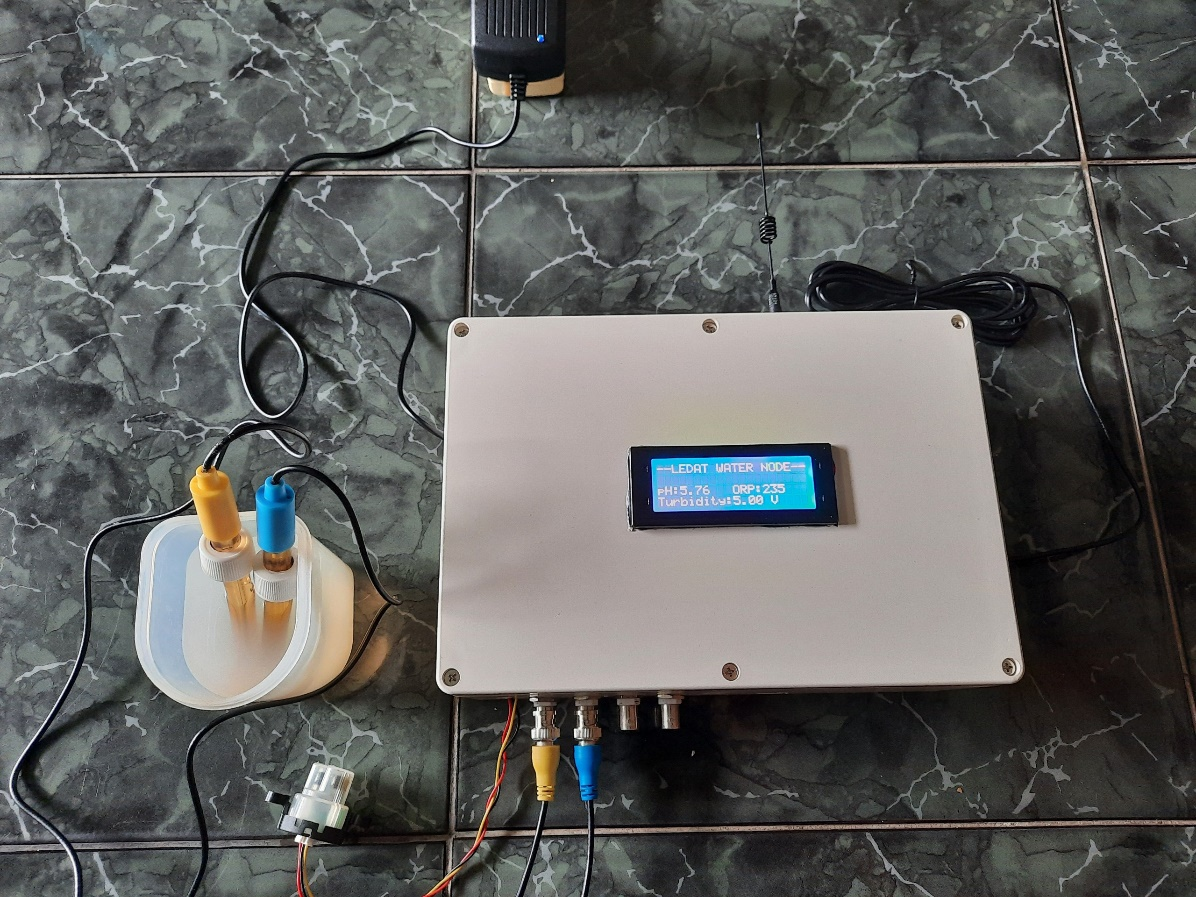 --LEDAT WATER NODE--
pH:5.76 ORP:235
Turbidity:5.00 V